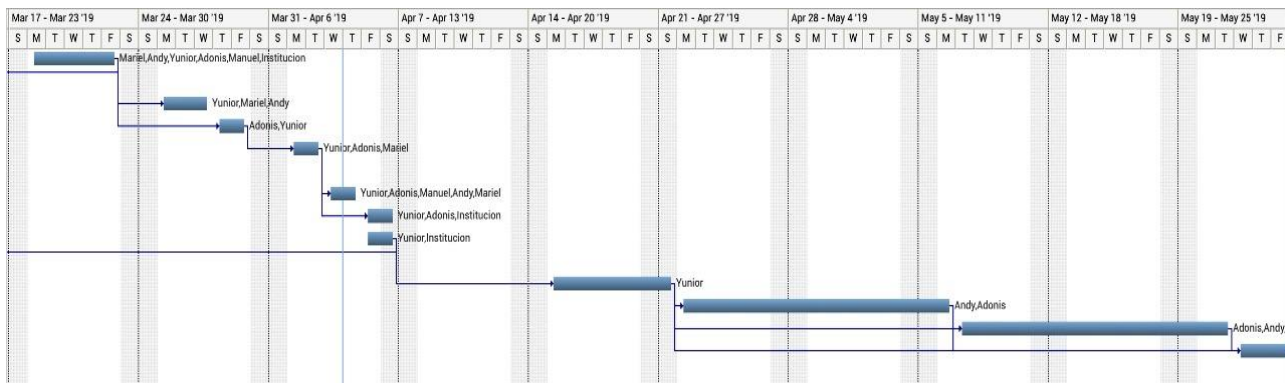 Mar 17 - Mar 23 '19 Mar 24 - Mar 30 '19 Mar 31 - Apr 6 '19 Apr 7 - Apr 13 '19 Apr 14 - Apr 20 '19 Apr 21 - Apr 27 '19 Apr 28 - May 4 '19 May 5 - May 11 '19 May 12 - May 18 '19 May 19 - May 25 '19
S M T W T F S S M T W T F S S M T W T F S S M T W T F S S M T W T F S S M T W T F S S M T W T F S S M T W T F S S M T W T F S S M T W T F
Mariel,Andy,Yunior,Adonis,Manuel,Institucion
Yunior,Mariel,Andy
Adonis,Yunior
Yunior,Adonis,Mariel
Yunior,Adonis,Manuel,Andy,Mariel
Yunior,Adonis,Institucion
Yunior,Institucion
Yunior
Andy,Adonis
Adonis,Andy,